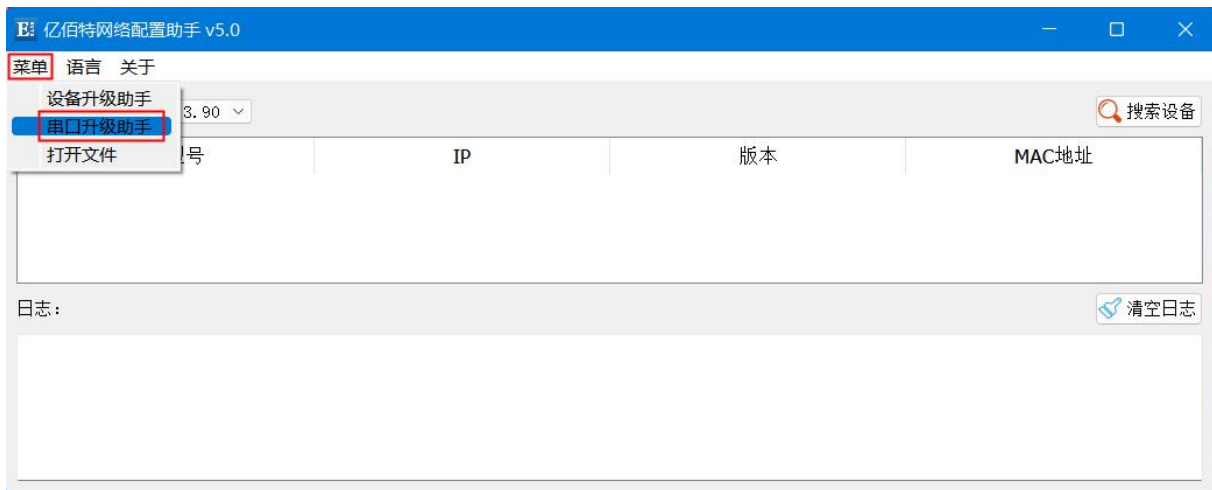 亿佰特网络配置助手 v5.0
菜单 语言 关于
设备升级助手
3.90
搜索设备
串口升级助手
打开文件
号 IP 版本 MAC地址
日志：
清空日志